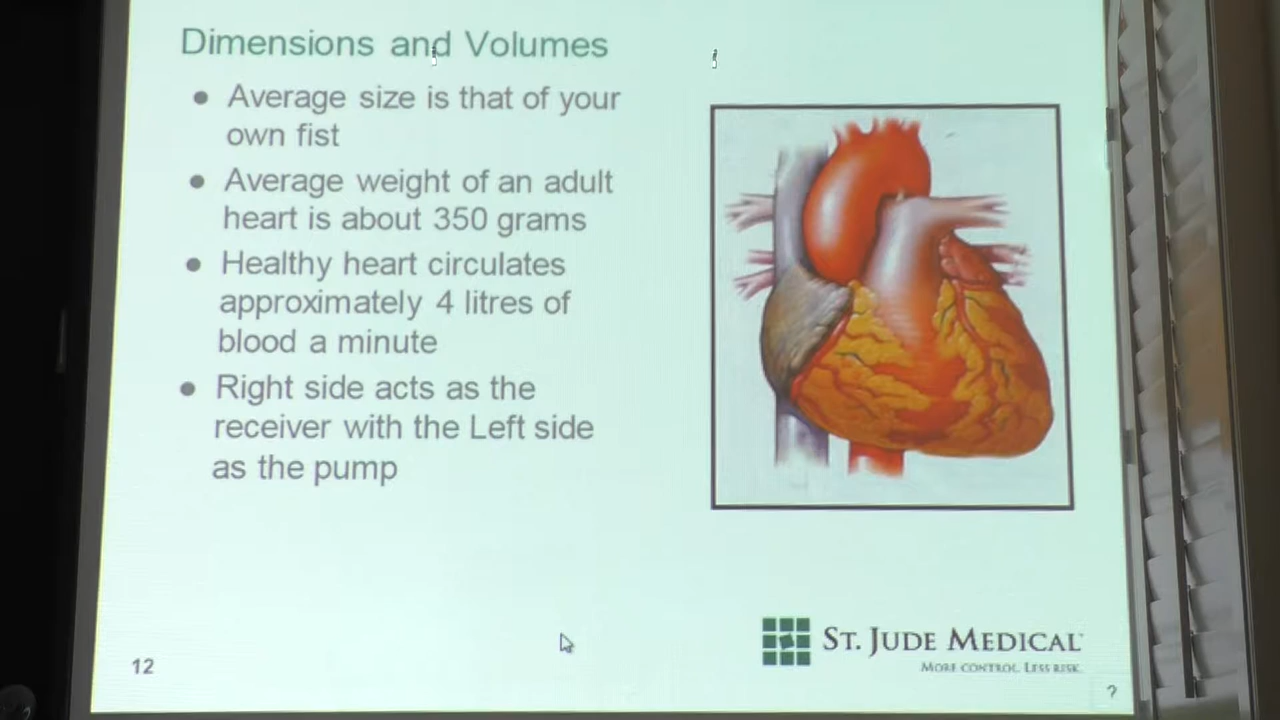 Dimensions and Volumes
● Average size is that of your
own fist
● Average weight of an adult
heart is about 350 grams
● Healthy heart circulates
approximately 4 litres of
blood a minute
● Right side acts as the
receiver with the Left side
as the pump
ST. JUDE MEDICAL
MORE CONTROL. LESS RISK.
12
?